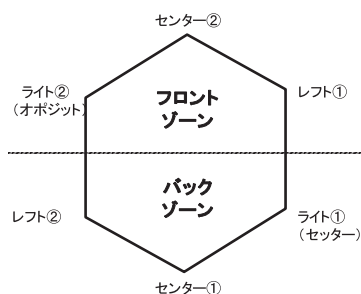 センター②
ライト②
(オポジット)
レフト①
フロント
ゾーン
バック
ゾーン
レフト②
ライト①
(セッター)
センター①